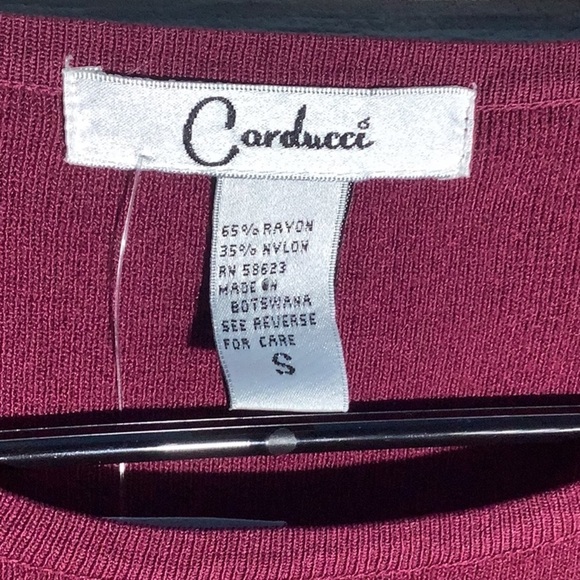 Carducci
65% RAYON
35% NYLON
RN 58623
MADE IN
BOTSWANA
SEE REVERSE
FOR CARE
S